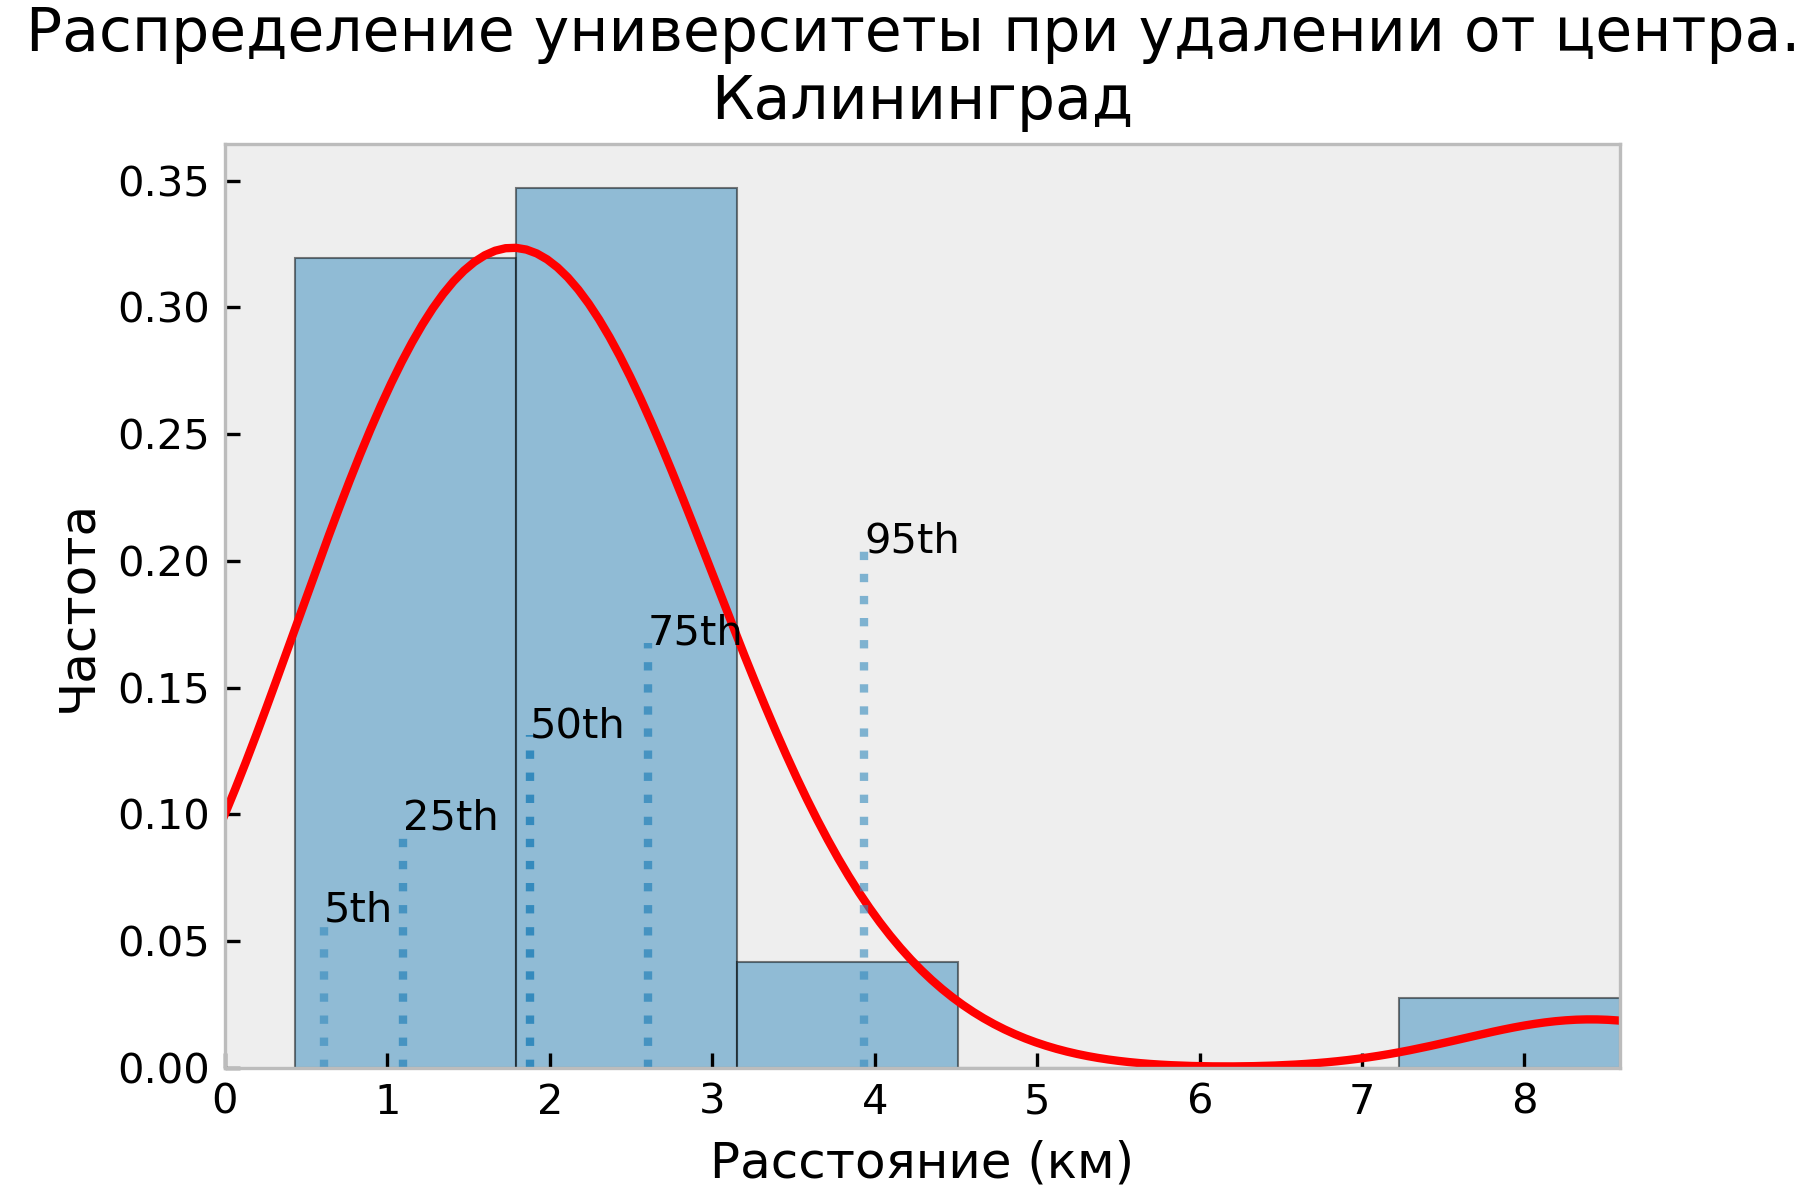 Распределение университеты при удалении от центра.
Калининград
0.35
0.30
0.25
0.20
0.15
0.10
0.05
0.00
Частота
95th
75th
50th
25th
5th
0 1 2 3 4 5 6 7 8
Расстояние (км)